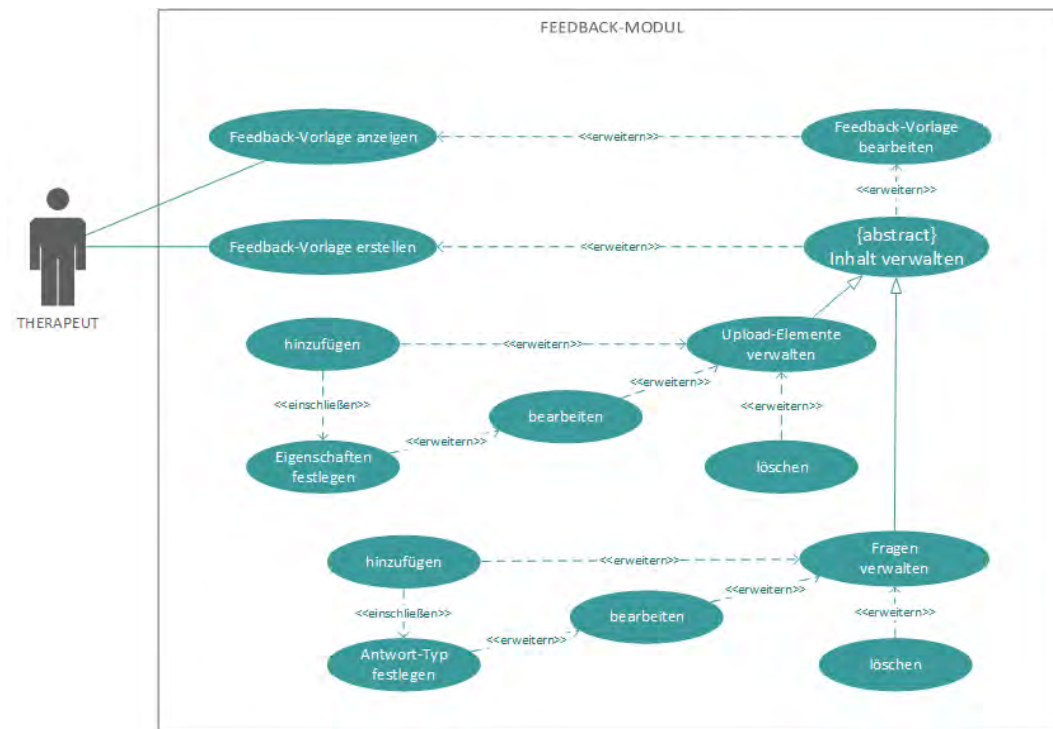 FEEDBACK-MODUL
Feedback-Vorlage anzeigen
<<erweitern>>
Feedback-Vorlage
bearbeiten
<<erweitern>>
Feedback-Vorlage erstellen
<<erweitern>>
{abstract}
Inhalt verwalten
THERAPEUT
hinzufügen
<<erweitern>>
Upload-Elemente
verwalten
<<erweitern>>
<<einschließen>>
bearbeiten
<<erweitern>>
<<erweitern>>
Eigenschaften
festlegen
löschen
hinzufügen
<<erweitern>>
Fragen
verwalten
<<erweitern>>
<<einschließen>>
bearbeiten
<<erweitern>>
<<erweitern>>
Antwort-Typ
festlegen
löschen